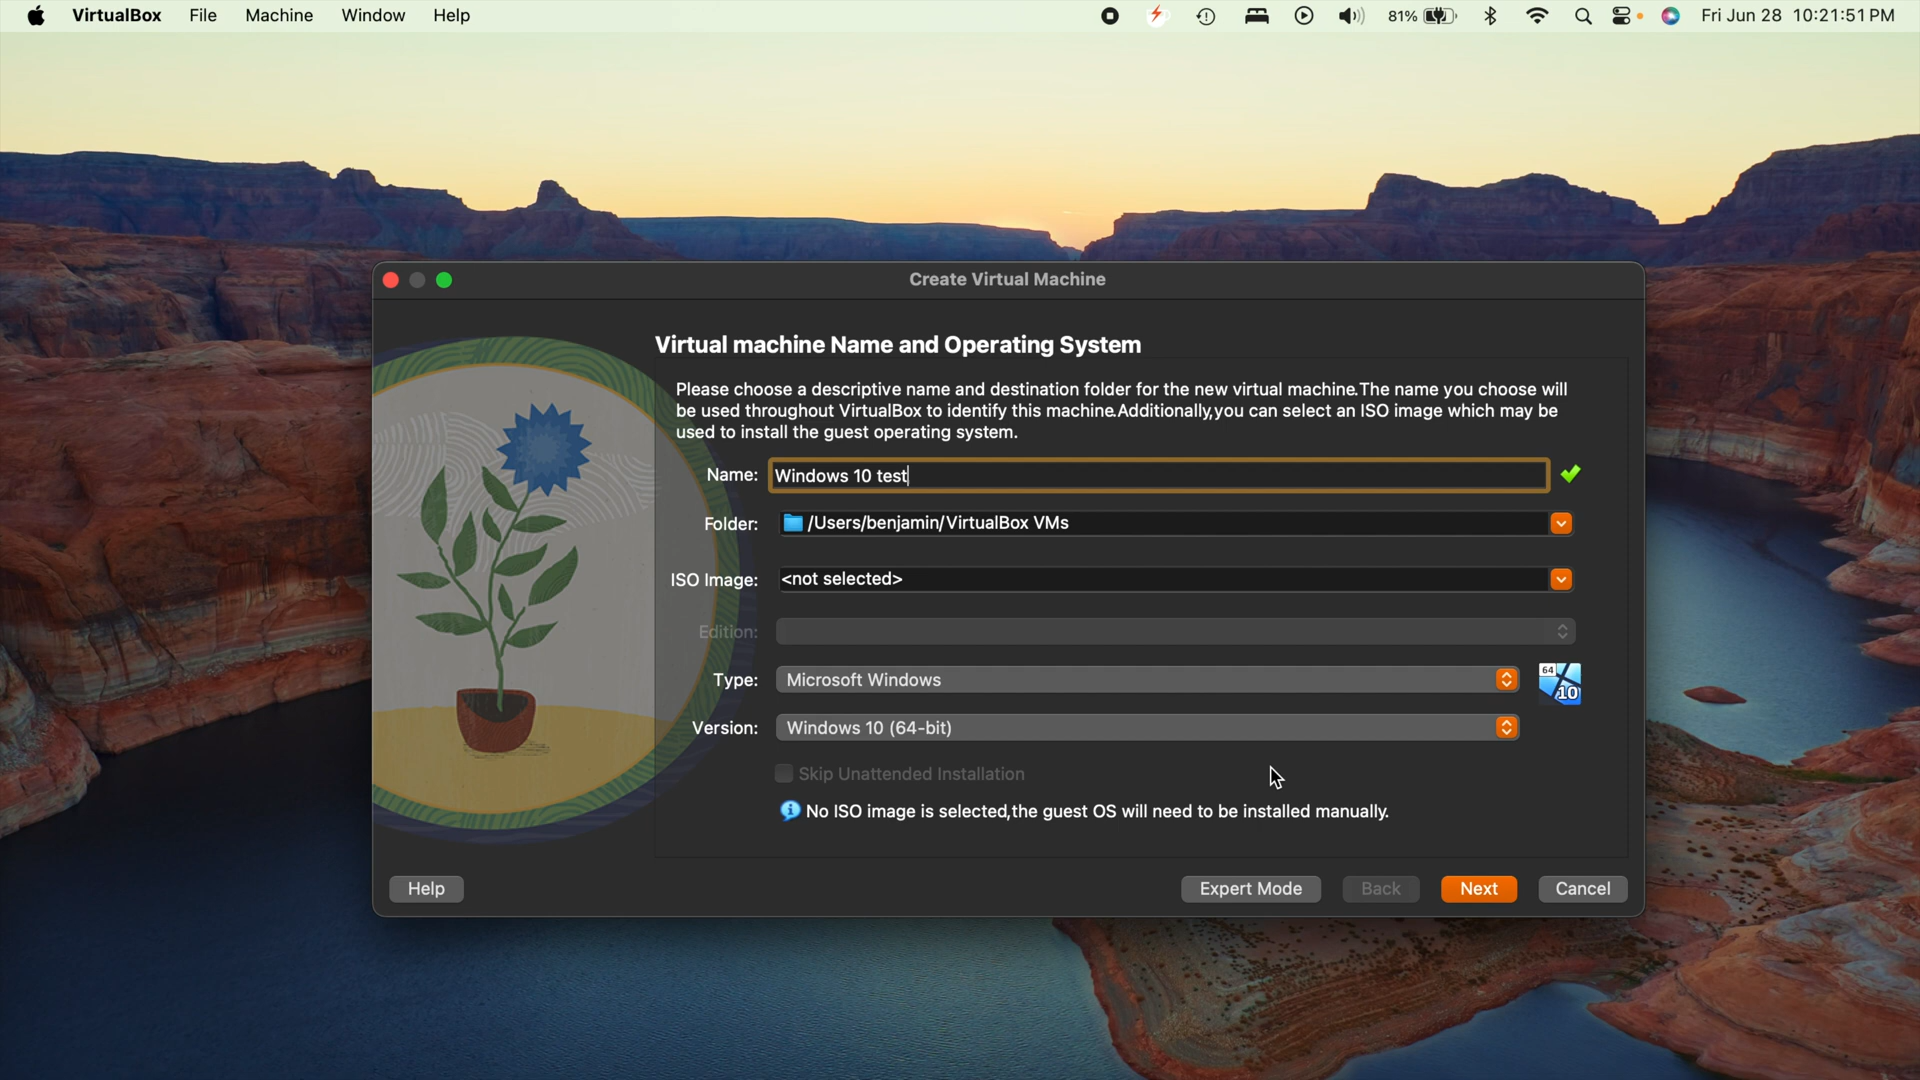 VirtualBox File Machine Window Help 81% Fri Jun 28 10:21:51 PM
Create Virtual Machine
Virtual machine Name and Operating System
Please choose a descriptive name and destination folder for the new virtual machine.The name you choose will
be used throughout VirtualBox to identify this machine.Additionally,you can select an ISO image which may be
used to install the guest operating system.
Name: Windows 10 test
Folder: /Users/benjamin/VirtualBox VMs
ISO Image: <not selected>
Edition:
Type: Microsoft Windows 64 10
Version: Windows 10 (64-bit)
Skip Unattended Installation
No ISO image is selected,the guest OS will need to be installed manually.
Help Expert Mode Back Next Cancel